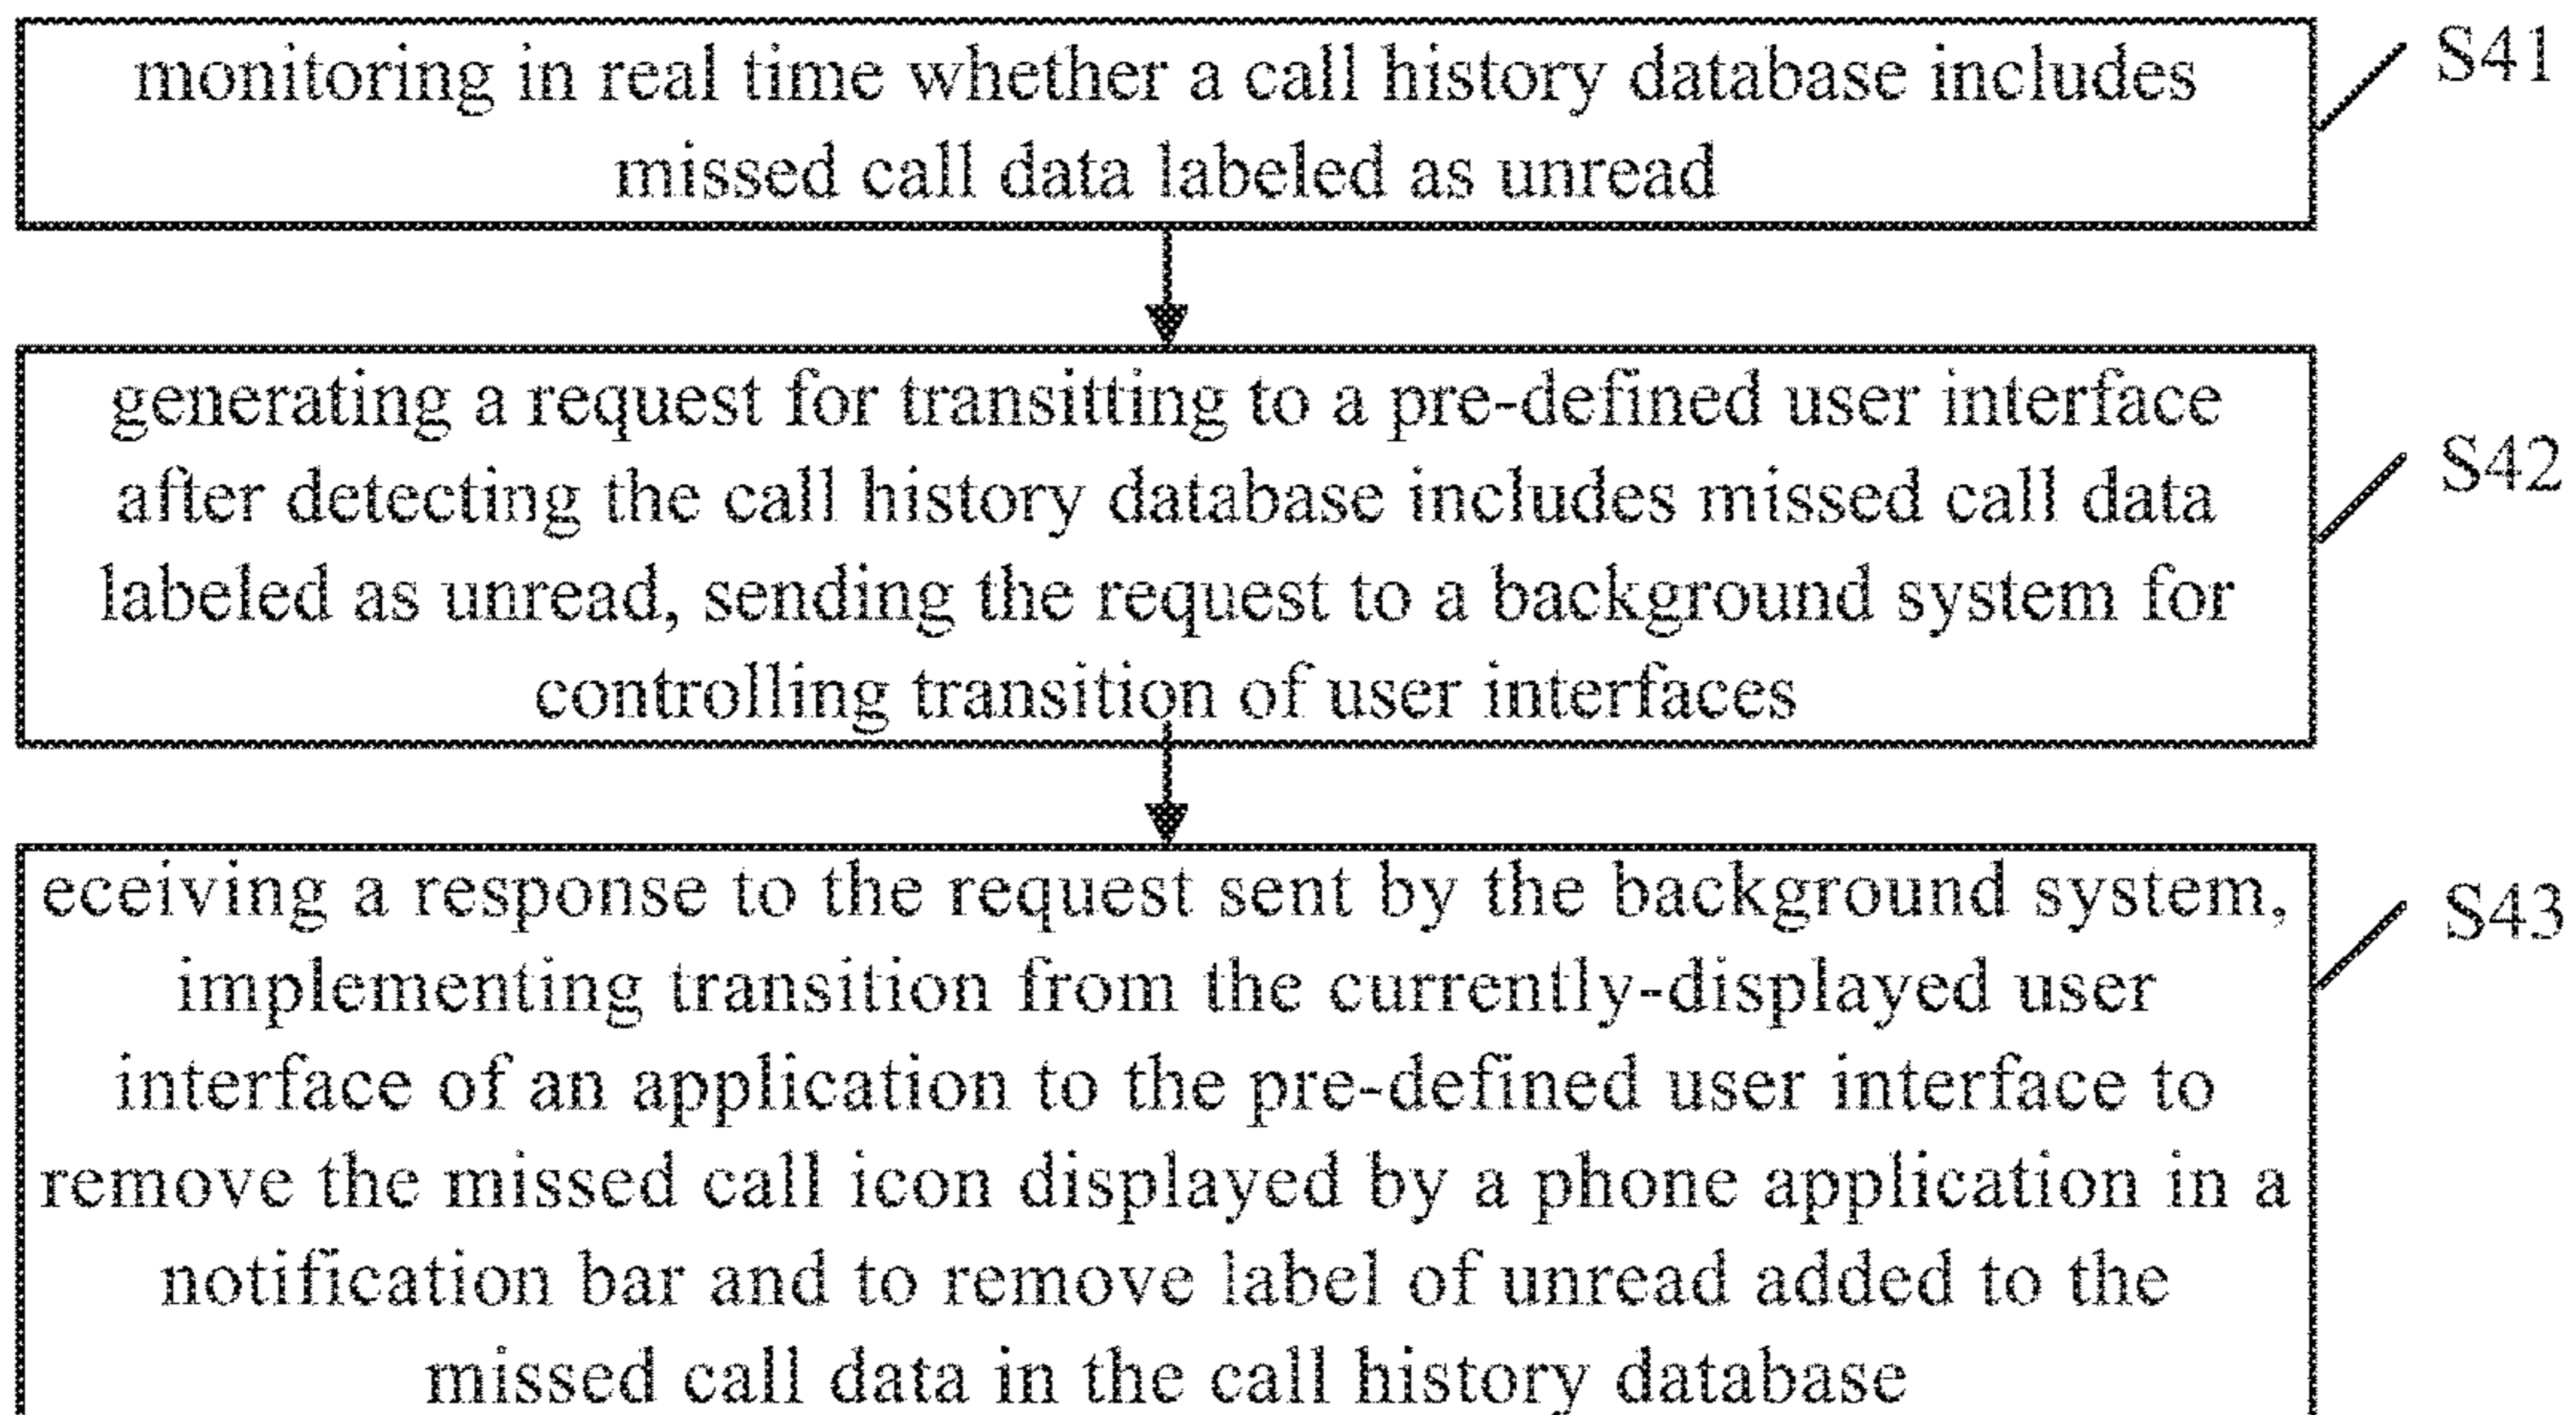 monitoring in real time whether a call history database includes
missed call data labeled as unread
S41
generating a request for transitting to a pre-defined user interface
after detecting the call history database includes missed call data
labeled as unread, sending the request to a background system for
controlling transition of user interfaces
S42
eceiving a response to the request sent by the background system,
implementing transition from the currently-displayed user
interface of an application to the pre-defined user interface to
remove the missed call icon displayed by a phone application in a
notification bar and to remove label of unread added to the
missed call data in the call history database
S43